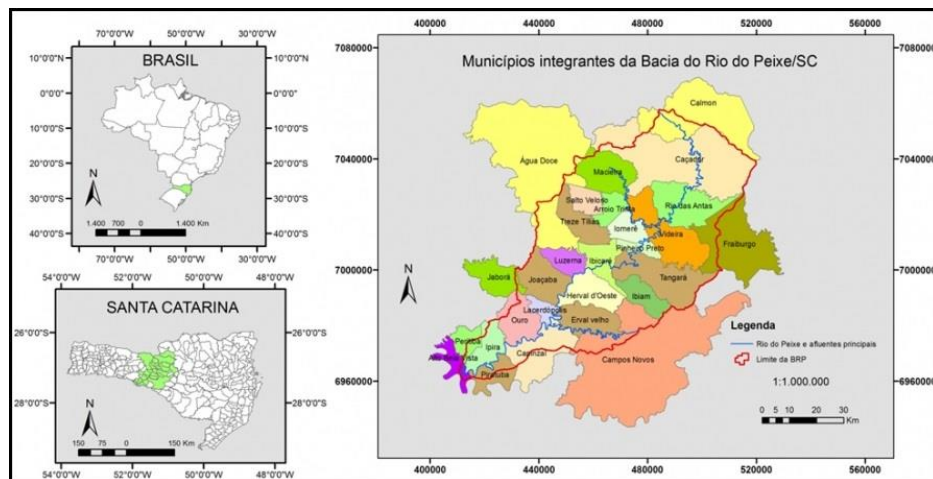 70°0'0"W 50°0'0"W
BRASIL
10°0'0"N
0°0'0"
10°0'0"S
20°0'0"S
30°0'0"S
40°0'0"S
10°0'0"N
0°0'0"
10°0'0"S
20°0'0"S
30°0'0"S
40°0'0"S
N
1.400 700 0 1.400 Km
70°0'0"W 50°0'0"W
54°0'0"W 52°0'0"W 50°0'0"W 48°0'0"W
SANTA CATARINA
26°0'0"S
28°0'0"S
26°0'0"S
28°0'0"S
N
150 75 0 150 Km
54°0'0"W 52°0'0"W 50°0'0"W 48°0'0"W
400000 440000 480000 520000 560000
7080000
7040000
7000000
6960000
7080000
7040000
7000000
6960000
Municípios integrantes da Bacia do Rio do Peixe/SC
Calmon
Caçador
Água Doce
Macieira
Salto Veloso
Arroio Trinta
Rio das Antas
Treze Tílias
Iomerê
Videira
Fraiburgo
Pinheiro Preto
Luzerna
Ibicaré
Jaborá
Joaçaba
Tangará
Herval d'Oeste
Ibiam
Lacerdópolis
Ouro
Erval velho
Peritiba
Ipira
Capinzal
Campos Novos
Piratuba
N
Legenda
Rio do Peixe e afluentes principais
Limite da BRP
1:1.000.000
0 5 10 20 30
Km
400000 440000 480000 520000 560000